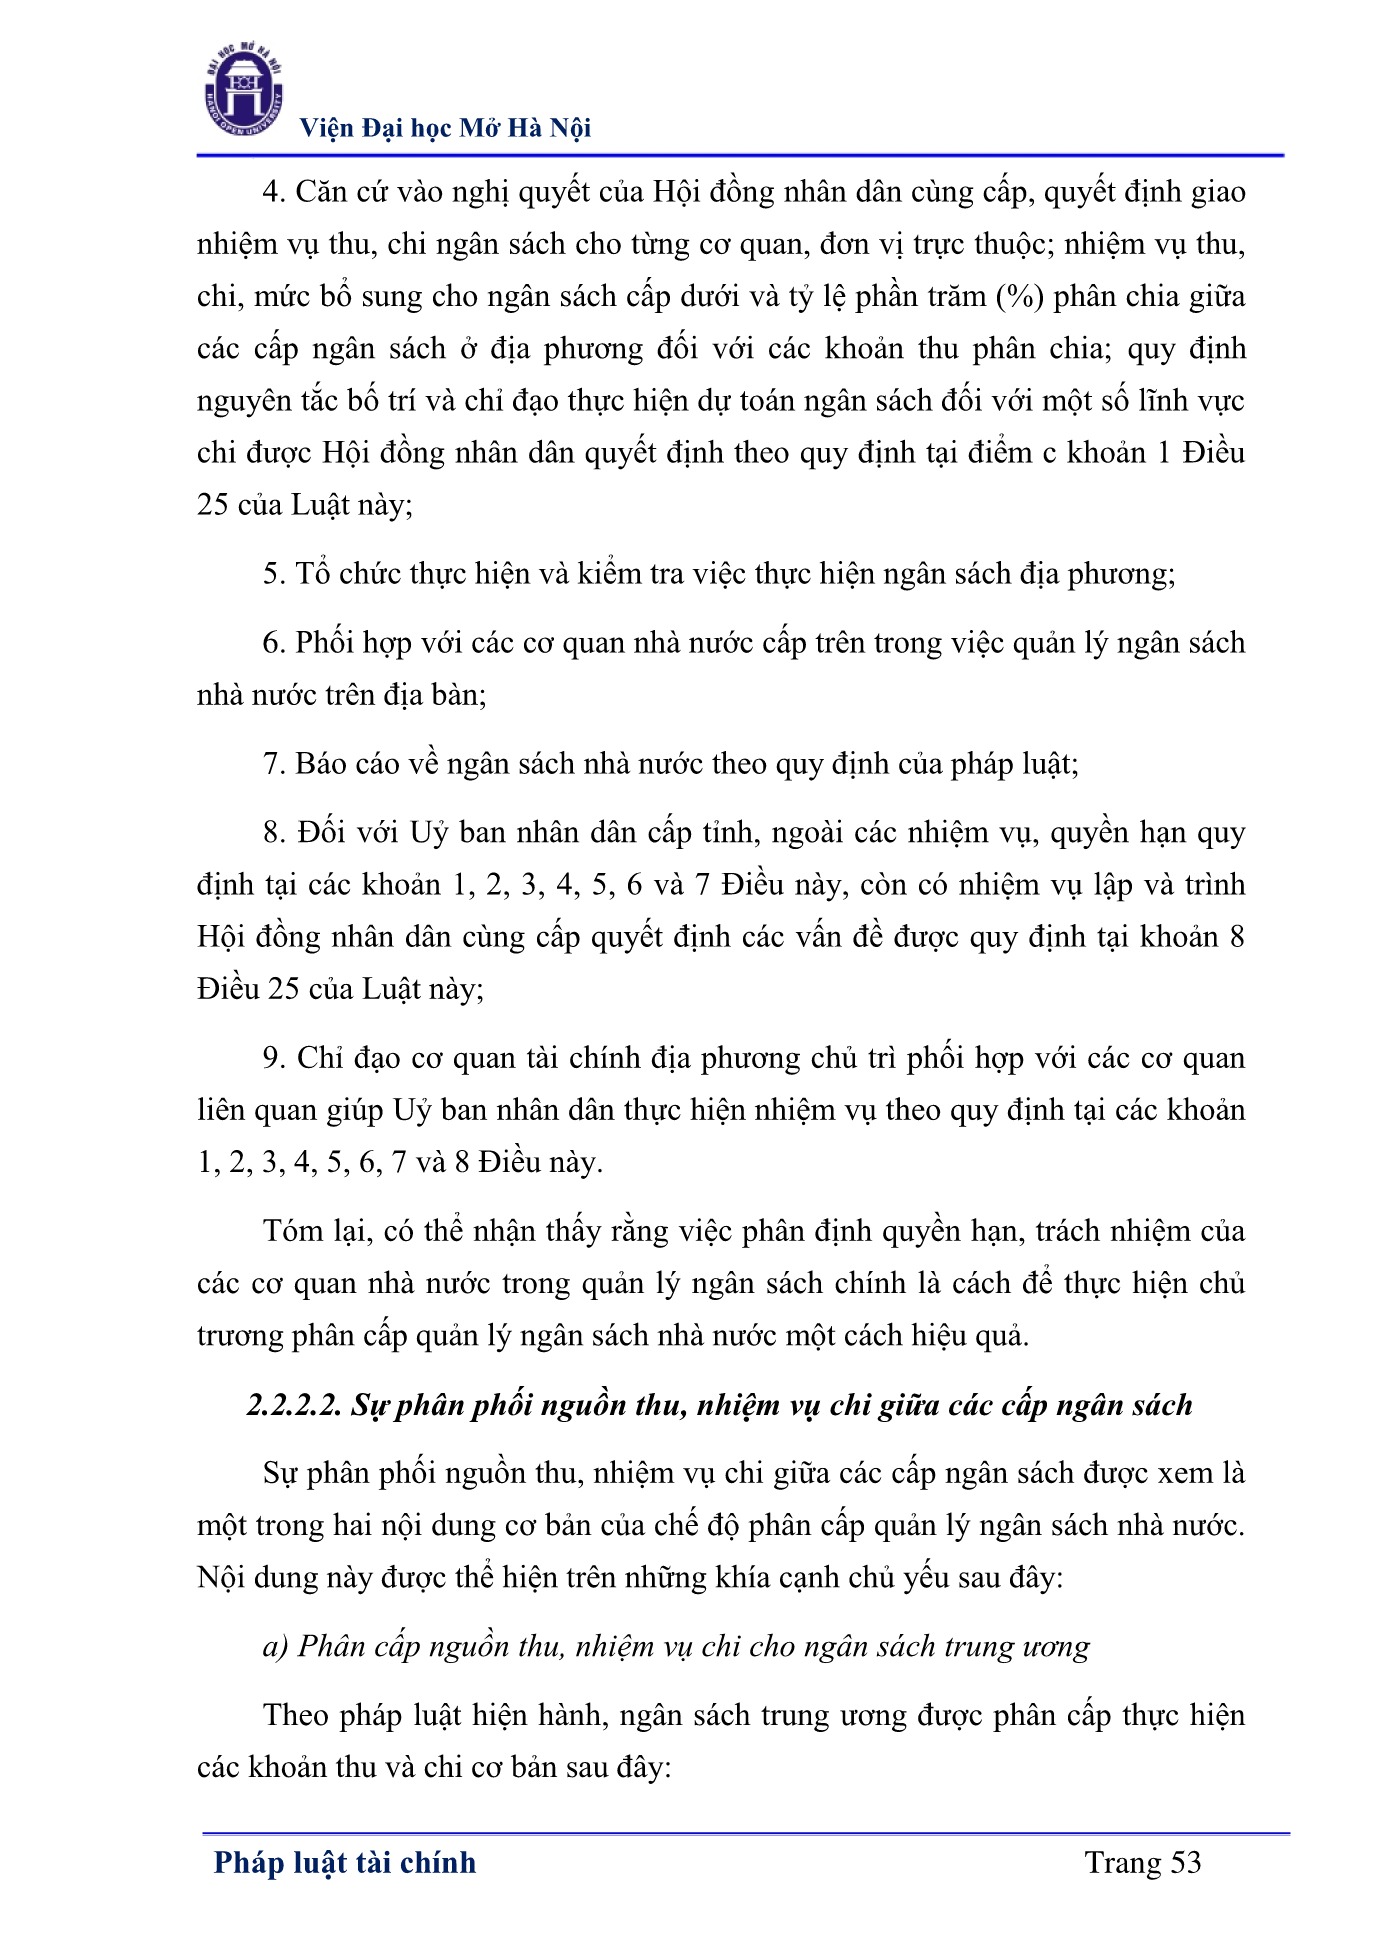 ĐẠI HỌC MỞ HÀ NỘI
HANOI OPEN UNIVERSITY
Viện Đại học Mở Hà Nội
4. Căn cứ vào nghị quyết của Hội đồng nhân dân cùng cấp, quyết định giao
nhiệm vụ thu, chi ngân sách cho từng cơ quan, đơn vị trực thuộc; nhiệm vụ thu,
chi, mức bổ sung cho ngân sách cấp dưới và tỷ lệ phần trăm (%) phân chia giữa
các cấp ngân sách ở địa phương đối với các khoản thu phân chia; quy định
nguyên tắc bố trí và chỉ đạo thực hiện dự toán ngân sách đối với một số lĩnh vực
chi được Hội đồng nhân dân quyết định theo quy định tại điểm c khoản 1 Điều
25 của Luật này;
5. Tổ chức thực hiện và kiểm tra việc thực hiện ngân sách địa phương;
6. Phối hợp với các cơ quan nhà nước cấp trên trong việc quản lý ngân sách
nhà nước trên địa bàn;
7. Báo cáo về ngân sách nhà nước theo quy định của pháp luật;
8. Đối với Uỷ ban nhân dân cấp tỉnh, ngoài các nhiệm vụ, quyền hạn quy
định tại các khoản 1, 2, 3, 4, 5, 6 và 7 Điều này, còn có nhiệm vụ lập và trình
Hội đồng nhân dân cùng cấp quyết định các vấn đề được quy định tại khoản 8
Điều 25 của Luật này;
9. Chỉ đạo cơ quan tài chính địa phương chủ trì phối hợp với các cơ quan
liên quan giúp Uỷ ban nhân dân thực hiện nhiệm vụ theo quy định tại các khoản
1, 2, 3, 4, 5, 6, 7 và 8 Điều này.
Tóm lại, có thể nhận thấy rằng việc phân định quyền hạn, trách nhiệm của
các cơ quan nhà nước trong quản lý ngân sách chính là cách để thực hiện chủ
trương phân cấp quản lý ngân sách nhà nước một cách hiệu quả.
2.2.2.2. Sự phân phối nguồn thu, nhiệm vụ chi giữa các cấp ngân sách
Sự phân phối nguồn thu, nhiệm vụ chi giữa các cấp ngân sách được xem là
một trong hai nội dung cơ bản của chế độ phân cấp quản lý ngân sách nhà nước.
Nội dung này được thể hiện trên những khía cạnh chủ yếu sau đây:
a) Phân cấp nguồn thu, nhiệm vụ chi cho ngân sách trung ương
Theo pháp luật hiện hành, ngân sách trung ương được phân cấp thực hiện
các khoản thu và chi cơ bản sau đây:
Pháp luật tài chính
Trang 53